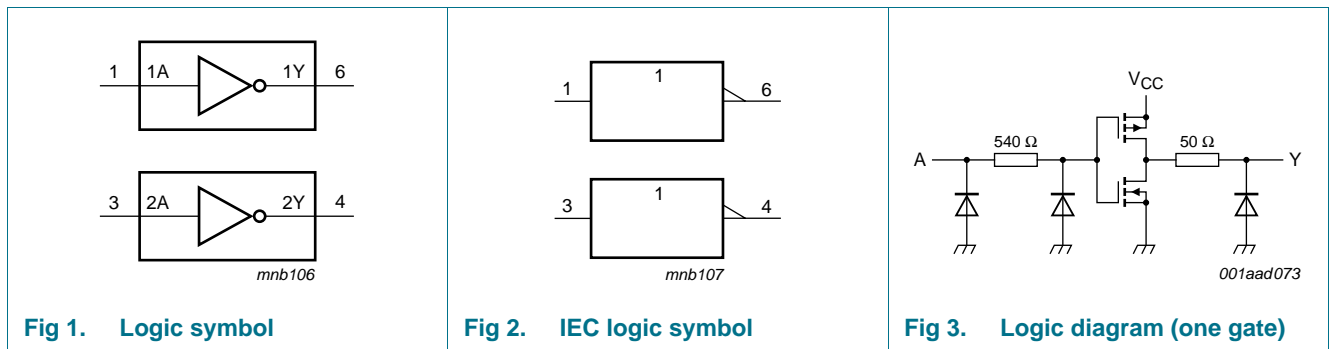 1 1A 1Y 6
3 2A 2Y 4
mnb106
Fig 1. Logic symbol
1 1 6
3 1 4
mnb107
Fig 2. IEC logic symbol
VCC
A 540 Ω 50 Ω Y
001aad073
Fig 3. Logic diagram (one gate)